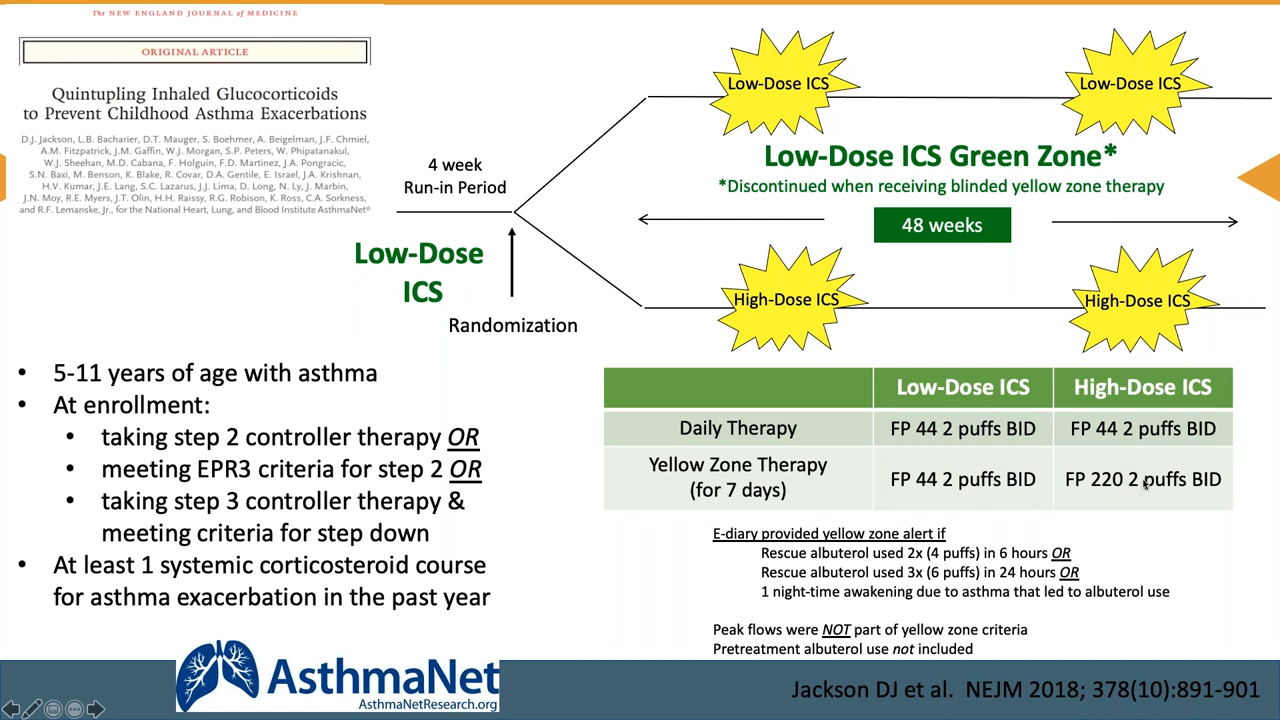 The NEW ENGLAND JOURNAL of MEDICINE
ORIGINAL ARTICLE
Quintupling Inhaled Glucocorticoids
to Prevent Childhood Asthma Exacerbations
D.J. Jackson, L.B. Bacharier, D.T. Mauger, S. Boehmer, A. Beigelman, J.F. Chmiel,
A.M. Fitzpatrick, J.M. Gaffin, W.J. Morgan, S.P. Peters, W. Phipatanakul,
W.J. Sheehan, M.D. Cabana, F. Holguin, F.D. Martinez, J.A. Pongracic,
S.N. Baxi, M. Benson, K. Blake, R. Covar, D.A. Gentile, E. Israel, J.A. Krishnan,
H.V. Kumar, J.E. Lang, S.C. Lazarus, J.J. Lima, D. Long, N. Ly, J. Marbin,
J.N. Moy, R.E. Myers, J.T. Olin, H.H. Raissy, R.G. Robison, K. Ross, C.A. Sorkness,
and R.F. Lemanske, Jr., for the National Heart, Lung, and Blood Institute AsthmaNet*
4 week
Run-in Period
Low-Dose
ICS
Randomization
Low-Dose ICS
Low-Dose ICS
Low-Dose ICS Green Zone*
*Discontinued when receiving blinded yellow zone therapy
48 weeks
High-Dose ICS
High-Dose ICS
• 5-11 years of age with asthma
• At enrollment:
• taking step 2 controller therapy OR
• meeting EPR3 criteria for step 2 OR
• taking step 3 controller therapy &
meeting criteria for step down
• At least 1 systemic corticosteroid course
for asthma exacerbation in the past year
Low-Dose ICS High-Dose ICS
Daily Therapy FP 44 2 puffs BID FP 44 2 puffs BID
Yellow Zone Therapy
(for 7 days) FP 44 2 puffs BID FP 220 2 puffs BID
E-diary provided yellow zone alert if
Rescue albuterol used 2x (4 puffs) in 6 hours OR
Rescue albuterol used 3x (6 puffs) in 24 hours OR
1 night-time awakening due to asthma that led to albuterol use
Peak flows were NOT part of yellow zone criteria
Pretreatment albuterol use not included
AsthmaNet
AsthmaNetResearch.org
Jackson DJ et al. NEJM 2018; 378(10):891-901